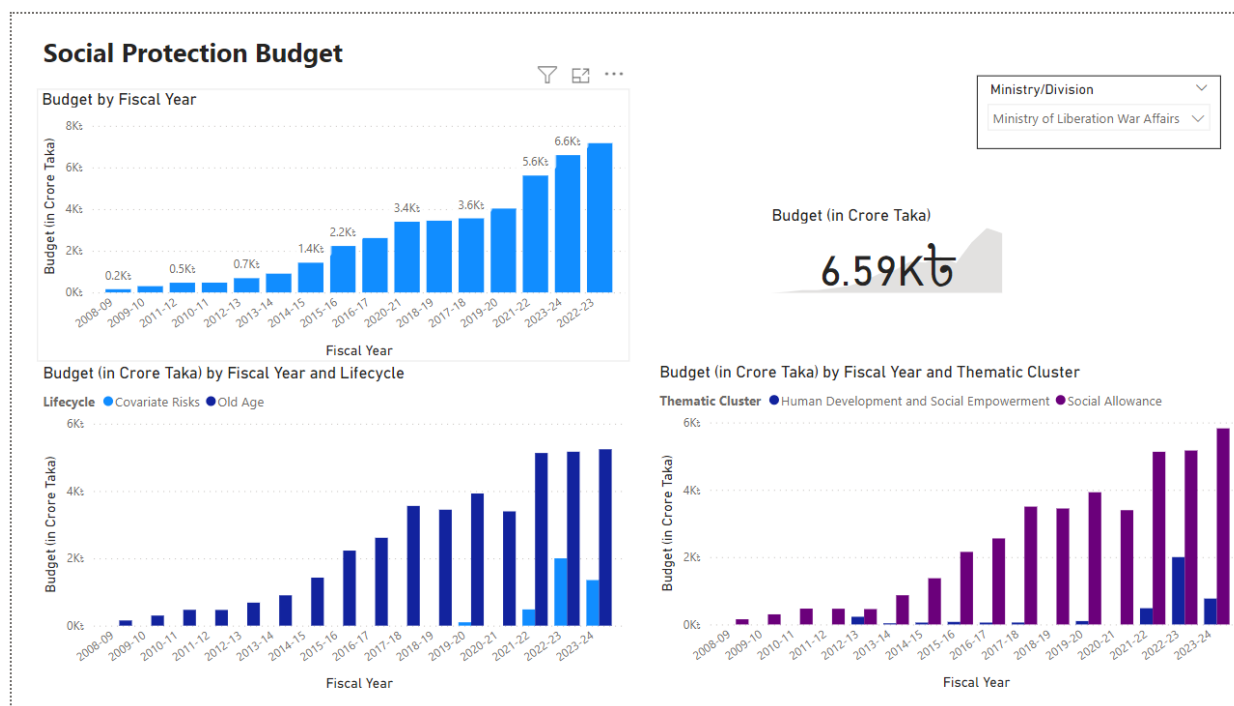 Social Protection Budget
Budget by Fiscal Year
Budget (in Crore Taka)
8K৳
6K৳
4K৳
2K৳
0K৳
0.2K৳
0.5K৳
0.7K৳
1.4K৳
2.2K৳
3.4K৳
3.6K৳
5.6K৳
6.6K৳
2008-09
2009-10
2011-12
2010-11
2012-13
2013-14
2014-15
2015-16
2016-17
2020-21
2018-19
2017-18
2019-20
2021-22
2023-24
2022-23
Fiscal Year
Ministry/Division
Ministry of Liberation War Affairs
Budget (in Crore Taka)
6.59K৳
Budget (in Crore Taka) by Fiscal Year and Lifecycle
Lifecycle Covariate Risks Old Age
Budget (in Crore Taka)
6K৳
4K৳
2K৳
0K৳
2008-09
2009-10
2010-11
2011-12
2012-13
2013-14
2014-15
2015-16
2016-17
2017-18
2018-19
2019-20
2020-21
2021-22
2022-23
2023-24
Fiscal Year
Budget (in Crore Taka) by Fiscal Year and Thematic Cluster
Thematic Cluster Human Development and Social Empowerment Social Allowance
Budget (in Crore Taka)
6K৳
4K৳
2K৳
0K৳
2008-09
2009-10
2010-11
2011-12
2012-13
2013-14
2014-15
2015-16
2016-17
2017-18
2018-19
2019-20
2020-21
2021-22
2022-23
2023-24
Fiscal Year